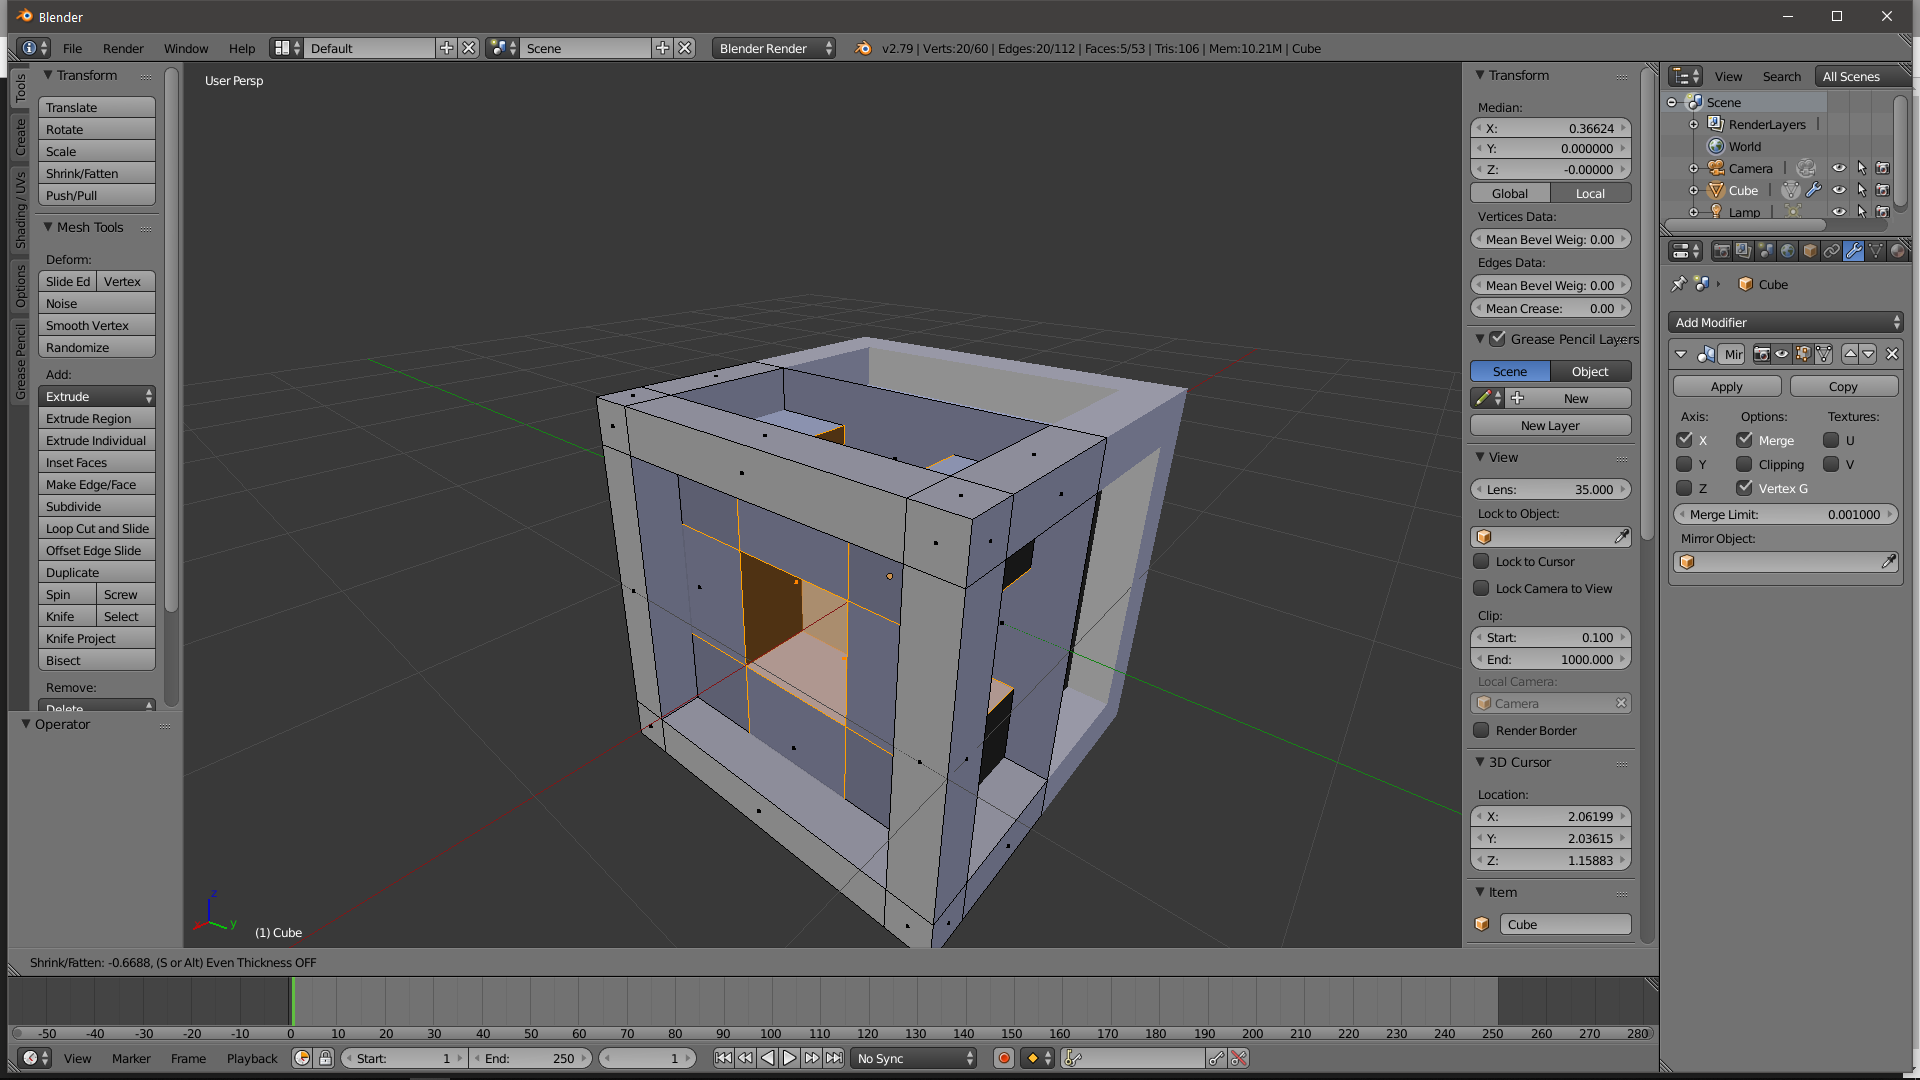 Blender
File Render Window Help Default Scene Blender Render v2.79 | Verts:20/60 | Edges:20/112 | Faces:5/53 | Tris:106 | Mem:10.21M | Cube
Tools
Create
Shading / UVs
Options
Grease Pencil
Transform
Translate
Rotate
Scale
Shrink/Fatten
Push/Pull
Mesh Tools
Deform:
Slide Ed Vertex
Noise
Smooth Vertex
Randomize
Add:
Extrude
Extrude Region
Extrude Individual
Inset Faces
Make Edge/Face
Subdivide
Loop Cut and Slide
Offset Edge Slide
Duplicate
Spin Screw
Knife Select
Knife Project
Bisect
Remove:
Delete
Operator
User Persp
z
y
(1) Cube
Transform
Median:
X: 0.36624
Y: 0.000000
Z: -0.00000
Global Local
Vertices Data:
Mean Bevel Weig: 0.00
Edges Data:
Mean Bevel Weig: 0.00
Mean Crease: 0.00
Grease Pencil Layers
Scene Object
New
New Layer
View
Lens: 35.000
Lock to Object:
Lock to Cursor
Lock Camera to View
Clip:
Start: 0.100
End: 1000.000
Local Camera:
Camera
Render Border
3D Cursor
Location:
X: 2.06199
Y: 2.03615
Z: 1.15883
Item
Cube
View Search All Scenes
Scene
RenderLayers
World
Camera
Cube
Lamp
Cube
Add Modifier
Mir
Apply Copy
Axis: Options: Textures:
X Merge U
Y Clipping V
Z Vertex G
Merge Limit: 0.001000
Mirror Object:
Shrink/Fatten: -0.6688, (S or Alt) Even Thickness OFF
-50 -40 -30 -20 -10 0 10 20 30 40 50 60 70 80 90 100 110 120 130 140 150 160 170 180 190 200 210 220 230 240 250 260 270 280
View Marker Frame Playback Start: 1 End: 250 1 No Sync